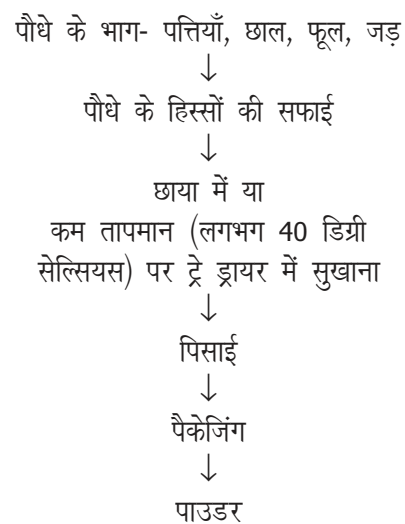 पौधे के भाग- पत्तियाँ, छाल, फूल, जड़
↓
पौधे के हिस्सों की सफाई
↓
छाया में या
कम तापमान (लगभग 40 डिग्री
सेल्सियस) पर ट्रे ड्रायर में सुखाना
↓
पिसाई
↓
पैकेजिंग
↓
पाउडर